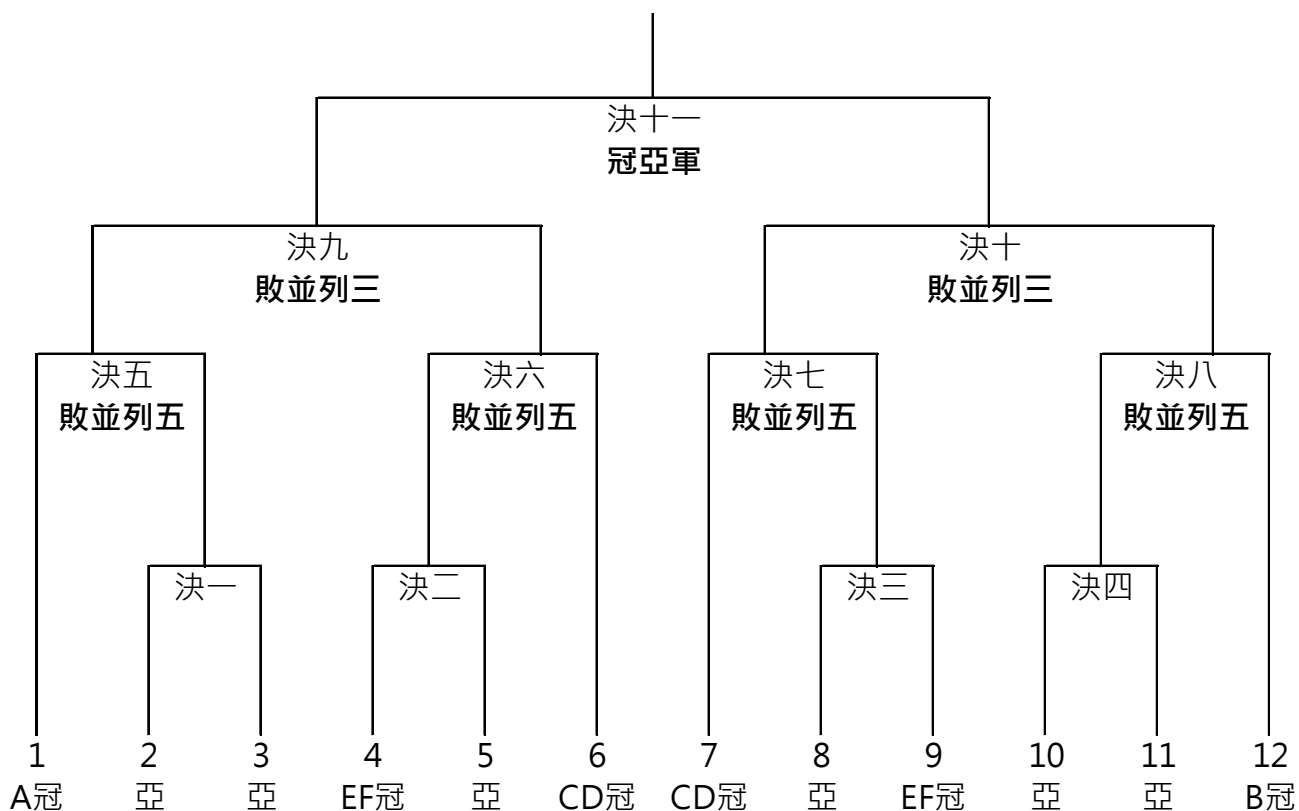 決十一
冠亞軍
決九 決十
敗並列三 敗並列三
決五 決六 決七 決八
敗並列五 敗並列五 敗並列五 敗並列五
決一 決二 決三 決四
1 2 3 4 5 6 7 8 9 10 11 12
A冠 亞 亞 EF冠 亞 CD冠 CD冠 亞 EF冠 亞 亞 B冠